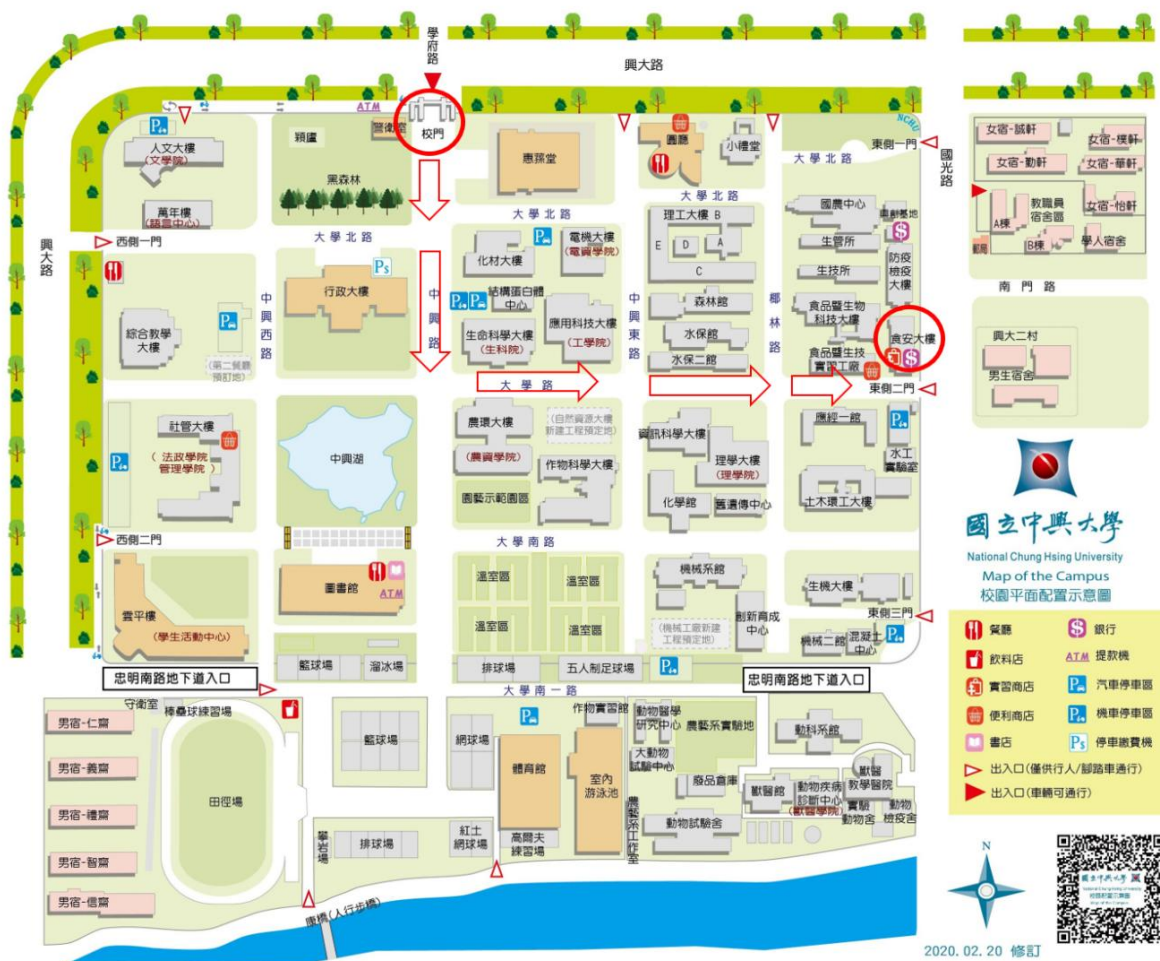 學府路
興大路
ATM
警衛室
校門
穎廬
黑森林
人文大樓
(文學院)
萬年樓
(語言中心)
惠蓀堂
圓廳
小禮堂
大學北路
NCHU
東側一門
國光路
女宿-誠軒
女宿-樸軒
女宿-勤軒
女宿-華軒
女宿-怡軒
教職員
宿舍區
A棟
B棟
學人宿舍
興大路
西側一門
大學北路
大學北路
大學北路
化材大樓
電機大樓
(電資學院)
理工大樓 B
E
D
A
C
國農中心
生管所
生技所
防疫
檢疫
大樓
南門路
中興西路
行政大樓
Ps
中興路
結構蛋白體
中心
生命科學大樓
(生科院)
應用科技大樓
(工學院)
中興東路
森林館
水保館
水保二館
椰林路
食品暨生物
科技大樓
食安大樓
食品暨生技
實習工廠
東側二門
綜合教學
大樓
(第二餐廳
預訂地)
大學路
興大二村
男生宿舍
社管大樓
( 法政學院
管理學院 )
中興湖
農環大樓
(農資學院)
(自然資源大樓
新建工程預定地)
作物科學大樓
園藝示範園區
資訊科學大樓
理學大樓
(理學院)
化學館
舊遺傳中心
應經一館
水工
實驗室
土木環工大樓
西側二門
大學南路
國立中興大學
National Chung Hsing University
Map of the Campus
校園平面配置示意圖
雲平樓
(學生活動中心)
圖書館
ATM
溫室區
溫室區
溫室區
溫室區
機械系館
(機械工廠新建
工程預定地)
創新育成
中心
生機大樓
東側三門
機械二館
混凝土
中心
籃球場
溜冰場
排球場
五人制足球場
忠明南路地下道入口
忠明南路地下道入口
大學南一路
餐廳
銀行
飲料店
ATM
提款機
實習商店
汽車停車區
便利商店
機車停車區
書店
Ps
停車繳費機
出入口(僅供行人/腳踏車通行)
出入口(車輛可通行)
守衛室
棒壘球練習場
男宿-仁齋
男宿-義齋
男宿-禮齋
男宿-智齋
男宿-信齋
田徑場
籃球場
網球場
體育館
作物實習館
室內
游泳池
動物醫學
研究中心
大動物
試驗中心
農藝系實驗地
廢品倉庫
動科系館
獸醫館
動物疾病
診斷中心
(獸醫學院)
獸醫
教學醫院
實驗
動物舍
動物
檢疫舍
攀岩場
排球場
紅土
網球場
高爾夫
練習場
農藝系工作室
動物試驗舍
康橋(人行步橋)
N
2020.02.20 修訂